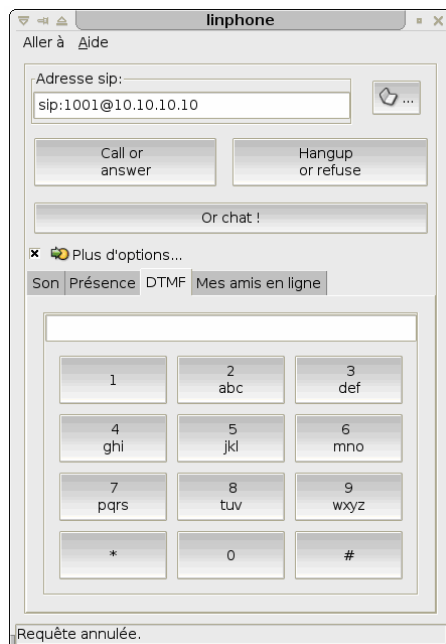 linphone
Aller à Aide
Adresse sip:
sip:1001@10.10.10.10
...
Call or
answer
Hangup
or refuse
Or chat !
Plus d'options...
Son Présence DTMF Mes amis en ligne
1
2
abc
3
def
4
ghi
5
jkl
6
mno
7
pqrs
8
tuv
9
wxyz
*
0
#
Requête annulée.